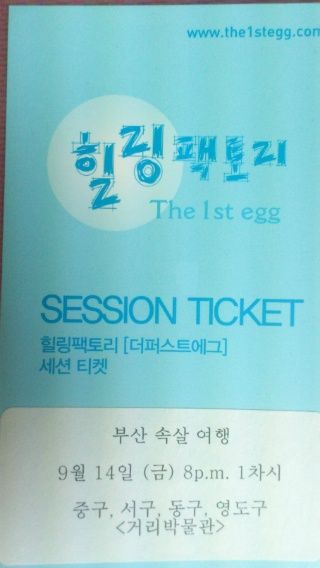 www.the1stegg.com
힐링팩토리
The 1st egg
SESSION TICKET
힐링팩토리 [더퍼스트에그]
세션 티켓
부산 속살 여행
9월 14일 (금) 8p.m. 1차시
중구, 서구, 동구, 영도구
<거리박물관>